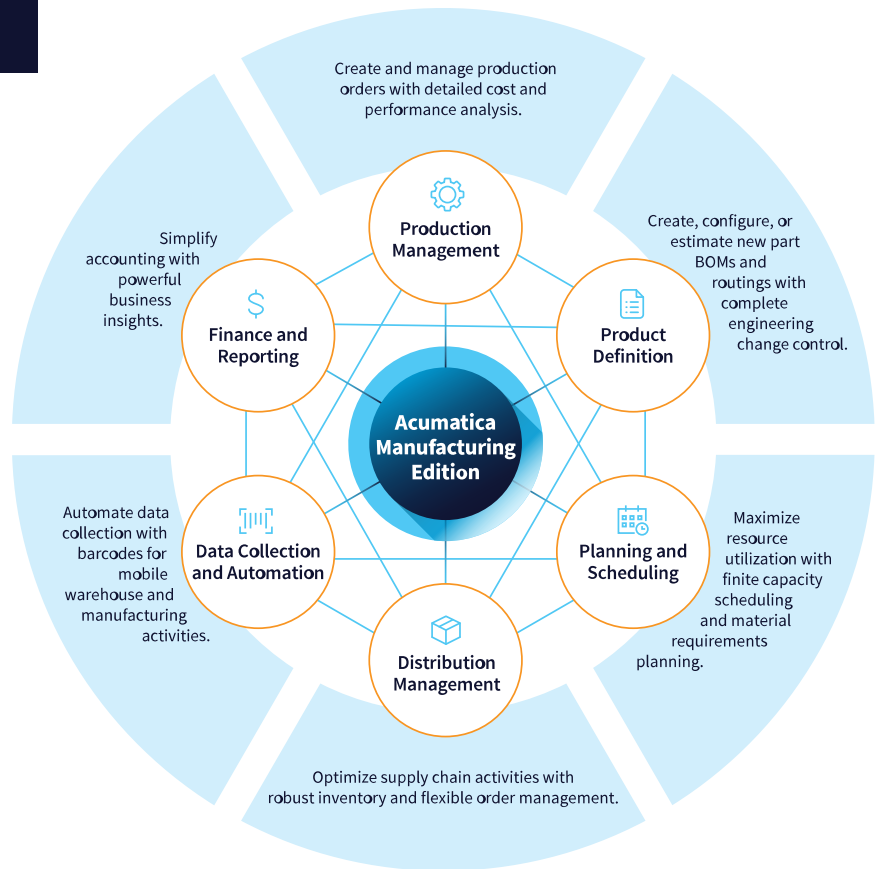 Create and manage production
orders with detailed cost and
performance analysis.
Production
Management
Create, configure, or
estimate new part
BOMs and
routings with
complete
engineering
change control.
Product
Definition
Maximize
resource
utilization with
finite capacity
scheduling
and material
requirements
planning.
Planning and
Scheduling
Optimize supply chain activities with
robust inventory and flexible order management.
Distribution
Management
Automate data
collection with
barcodes for
mobile
warehouse and
manufacturing
activities.
Data Collection
and Automation
Simplify
accounting with
powerful
business
insights.
Finance and
Reporting
Acumatica
Manufacturing
Edition